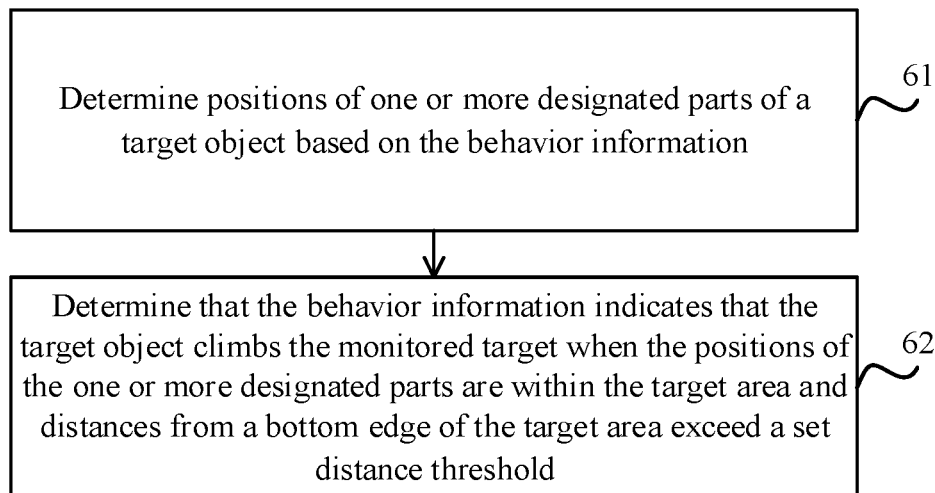 Determine positions of one or more designated parts of a
target object based on the behavior information
61
Determine that the behavior information indicates that the
target object climbs the monitored target when the positions of
the one or more designated parts are within the target area and
distances from a bottom edge of the target area exceed a set
distance threshold
62